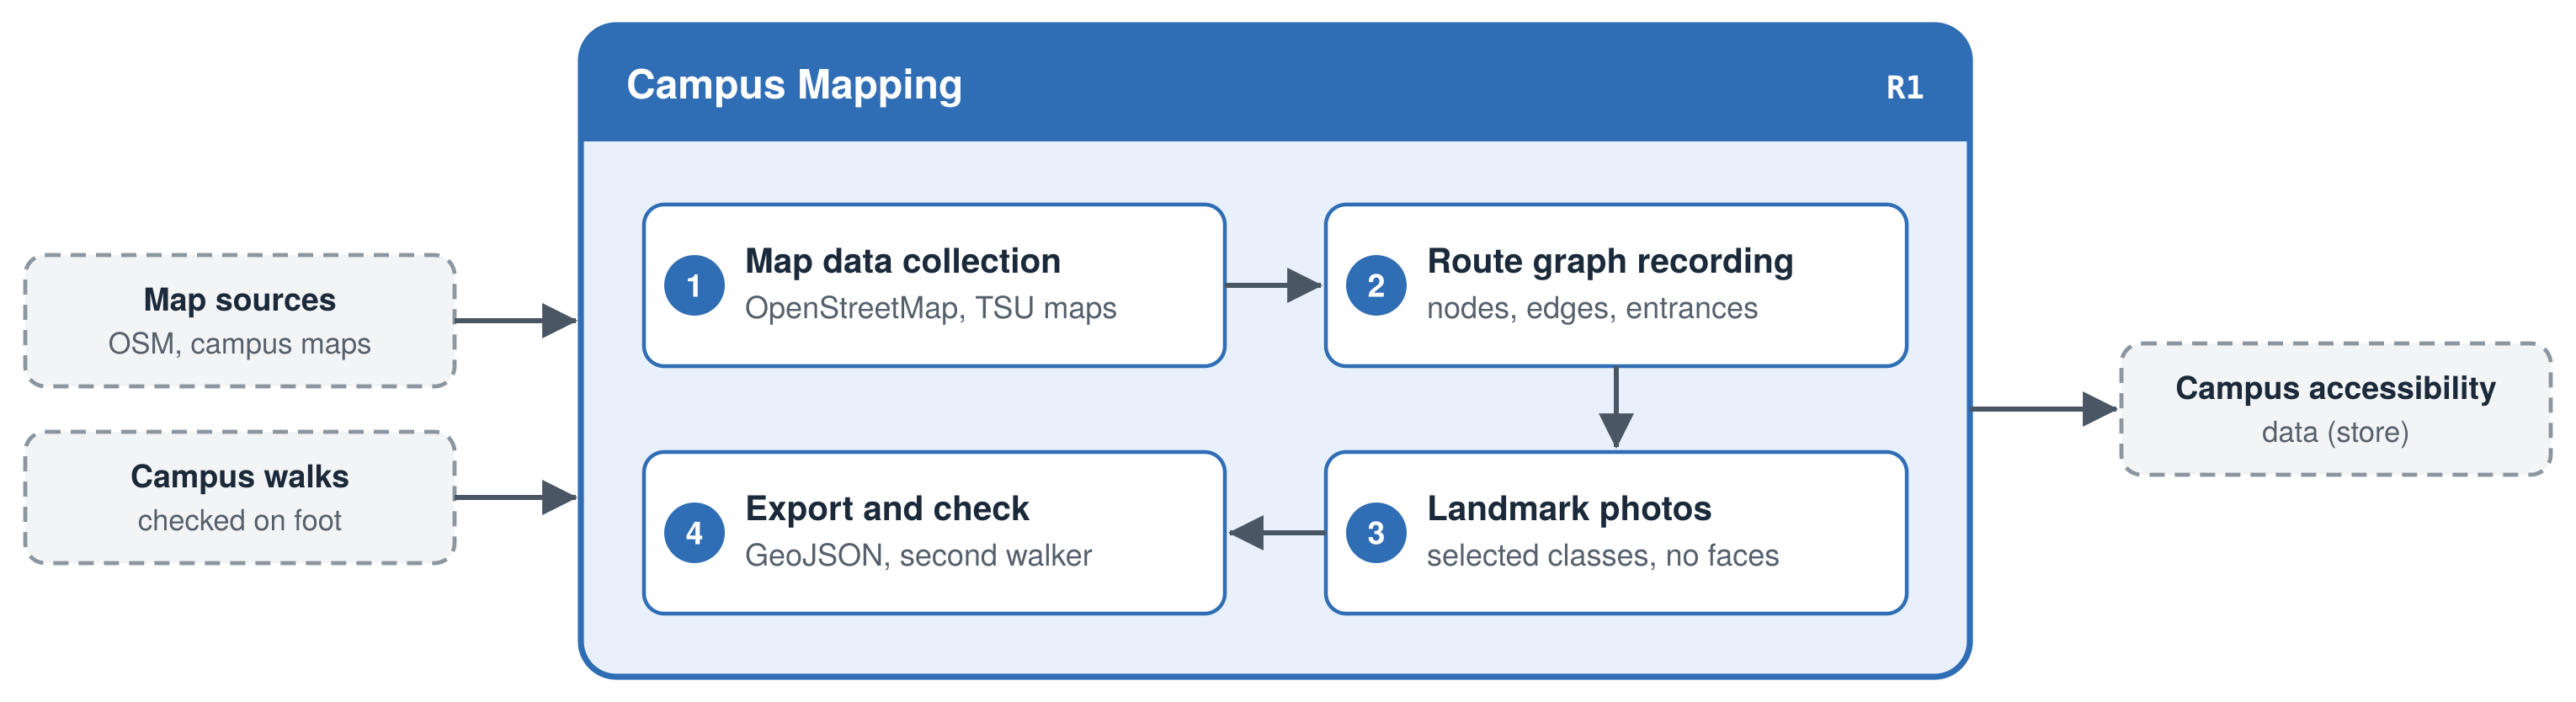 Campus Mapping
R1
Map sources
OSM, campus maps
Campus walks
checked on foot
1
Map data collection
OpenStreetMap, TSU maps
2
Route graph recording
nodes, edges, entrances
3
Landmark photos
selected classes, no faces
4
Export and check
GeoJSON, second walker
Campus accessibility
data (store)